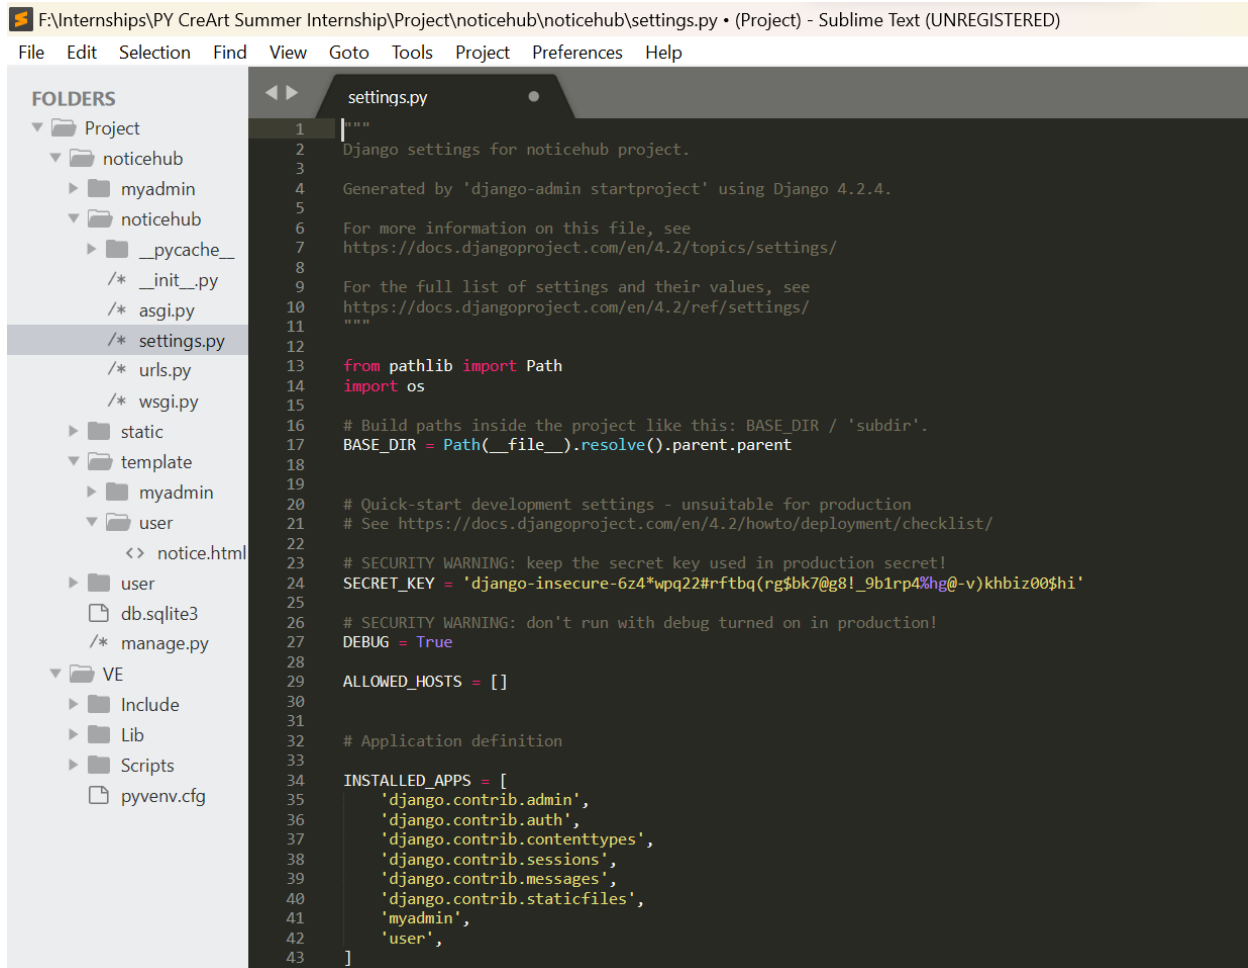 F:\Internships\PY CreArt Summer Internship\Project\noticehub\noticehub\settings.py • (Project) - Sublime Text (UNREGISTERED)
File Edit Selection Find View Goto Tools Project Preferences Help
FOLDERS
Project
noticehub
myadmin
noticehub
__pycache__
/* __init__.py
/* asgi.py
/* settings.py
/* urls.py
/* wsgi.py
static
template
myadmin
user
<> notice.html
user
db.sqlite3
/* manage.py
VE
Include
Lib
Scripts
pyvenv.cfg
settings.py
1 """
2 Django settings for noticehub project.
3
4 Generated by 'django-admin startproject' using Django 4.2.4.
5
6 For more information on this file, see
7 https://docs.djangoproject.com/en/4.2/topics/settings/
8
9 For the full list of settings and their values, see
10 https://docs.djangoproject.com/en/4.2/ref/settings/
11 """
12
13 from pathlib import Path
14 import os
15
16 # Build paths inside the project like this: BASE_DIR / 'subdir'.
17 BASE_DIR = Path(__file__).resolve().parent.parent
18
19
20 # Quick-start development settings - unsuitable for production
21 # See https://docs.djangoproject.com/en/4.2/howto/deployment/checklist/
22
23 # SECURITY WARNING: keep the secret key used in production secret!
24 SECRET_KEY = 'django-insecure-6z4*wpq22#rftbq(rg$bk7@g8!_9b1rp4%hg@-v)khbiz00$hi'
25
26 # SECURITY WARNING: don't run with debug turned on in production!
27 DEBUG = True
28
29 ALLOWED_HOSTS = []
30
31
32 # Application definition
33
34 INSTALLED_APPS = [
35 'django.contrib.admin',
36 'django.contrib.auth',
37 'django.contrib.contenttypes',
38 'django.contrib.sessions',
39 'django.contrib.messages',
40 'django.contrib.staticfiles',
41 'myadmin',
42 'user',
43 ]